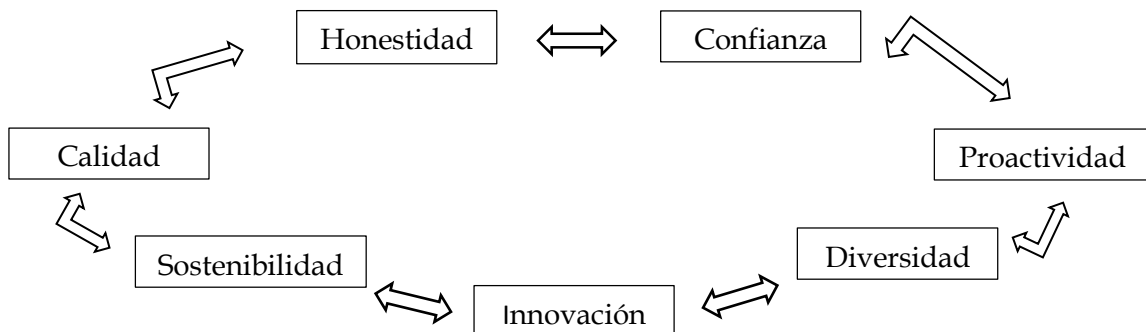 Honestidad
Confianza
Calidad
Proactividad
Sostenibilidad
Diversidad
Innovación